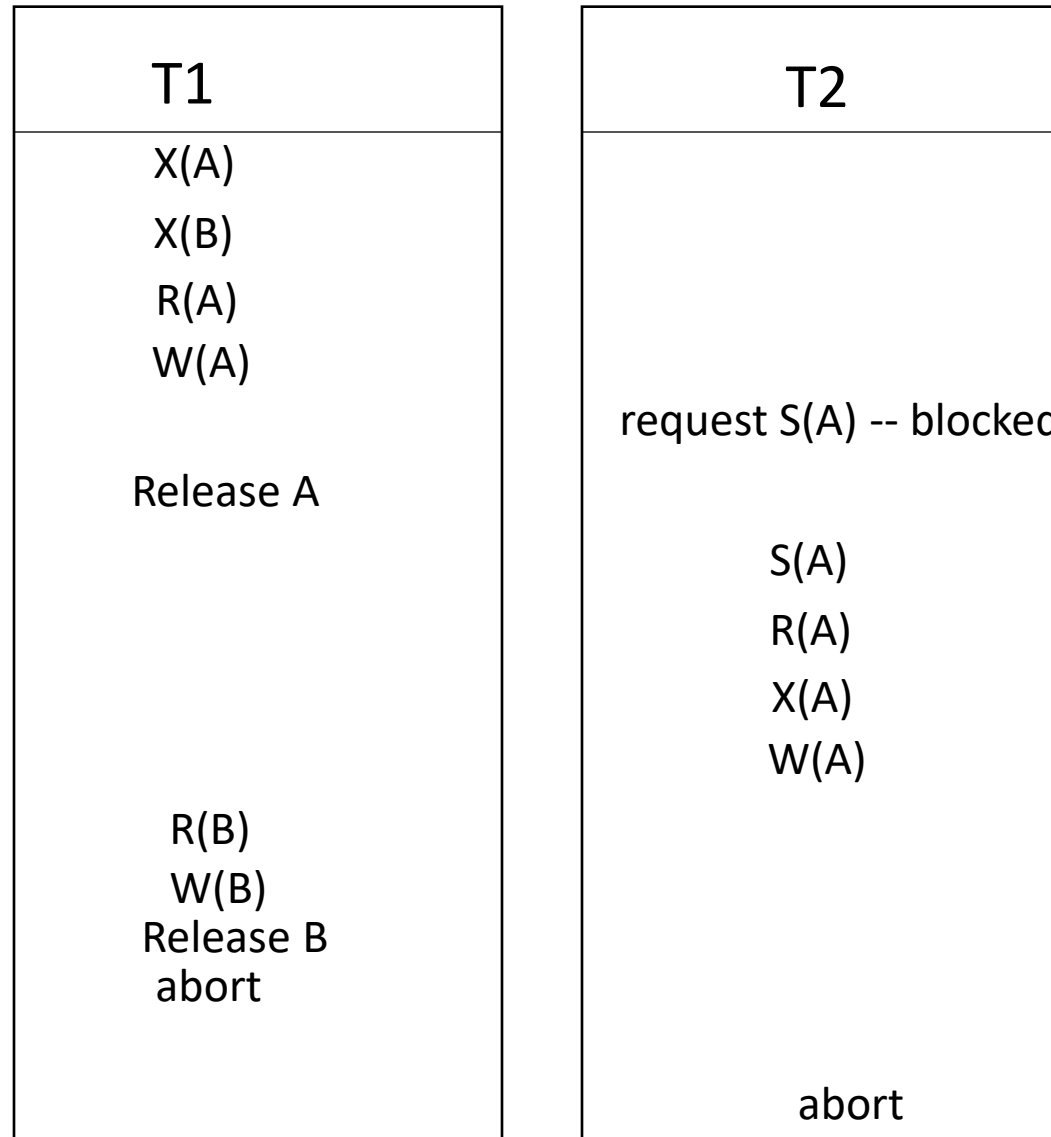 T1
X(A)
X(B)
R(A)
W(A)
Release A
R(B)
W(B)
Release B
abort
T2
request S(A) -- blocked
S(A)
R(A)
X(A)
W(A)
abort